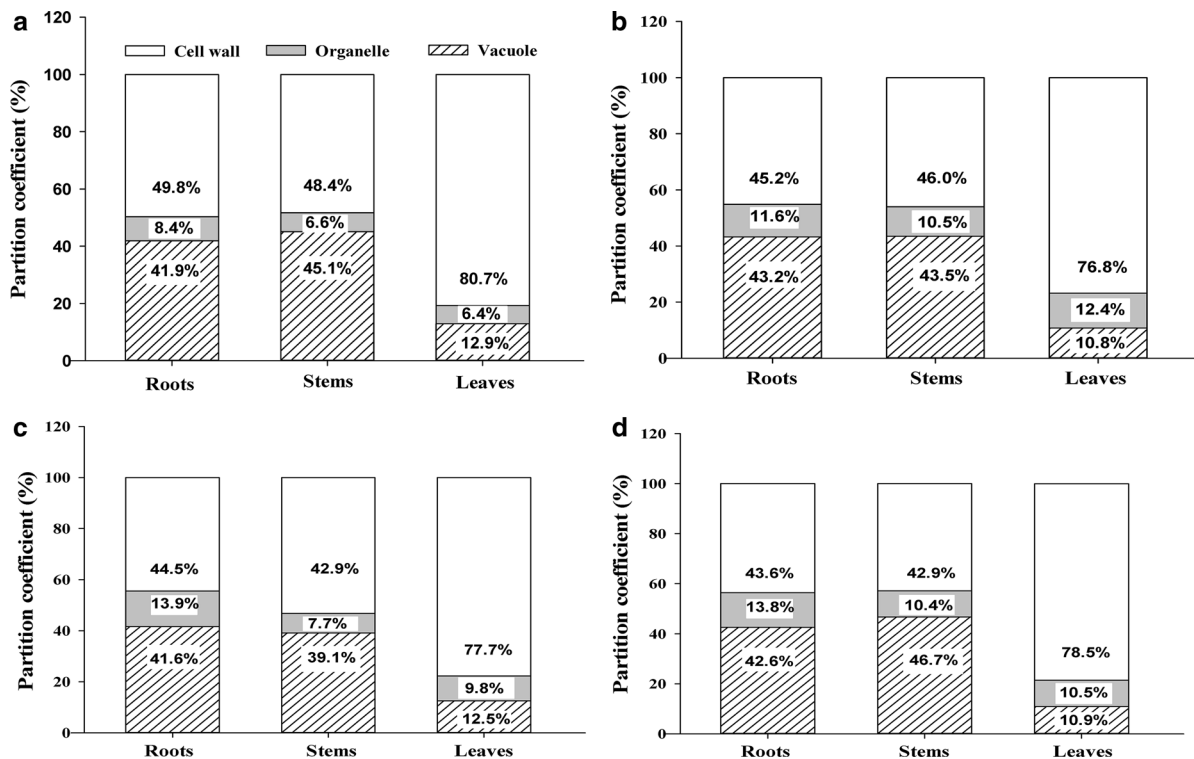 a
Partition coefficient (%)
120
100
80
60
40
20
0
Cell wall Organelle Vacuole
49.8% 48.4% 80.7%
8.4% 6.6% 6.4%
41.9% 45.1% 12.9%
Roots Stems Leaves
b
Partition coefficient (%)
120
100
80
60
40
20
0
45.2% 46.0% 76.8%
11.6% 10.5% 12.4%
43.2% 43.5% 10.8%
Roots Stems Leaves
c
Partition coefficient (%)
120
100
80
60
40
20
0
44.5% 42.9% 77.7%
13.9% 7.7% 9.8%
41.6% 39.1% 12.5%
Roots Stems Leaves
d
Partition coefficient (%)
120
100
80
60
40
20
0
43.6% 42.9% 78.5%
13.8% 10.4% 10.5%
42.6% 46.7% 10.9%
Roots Stems Leaves